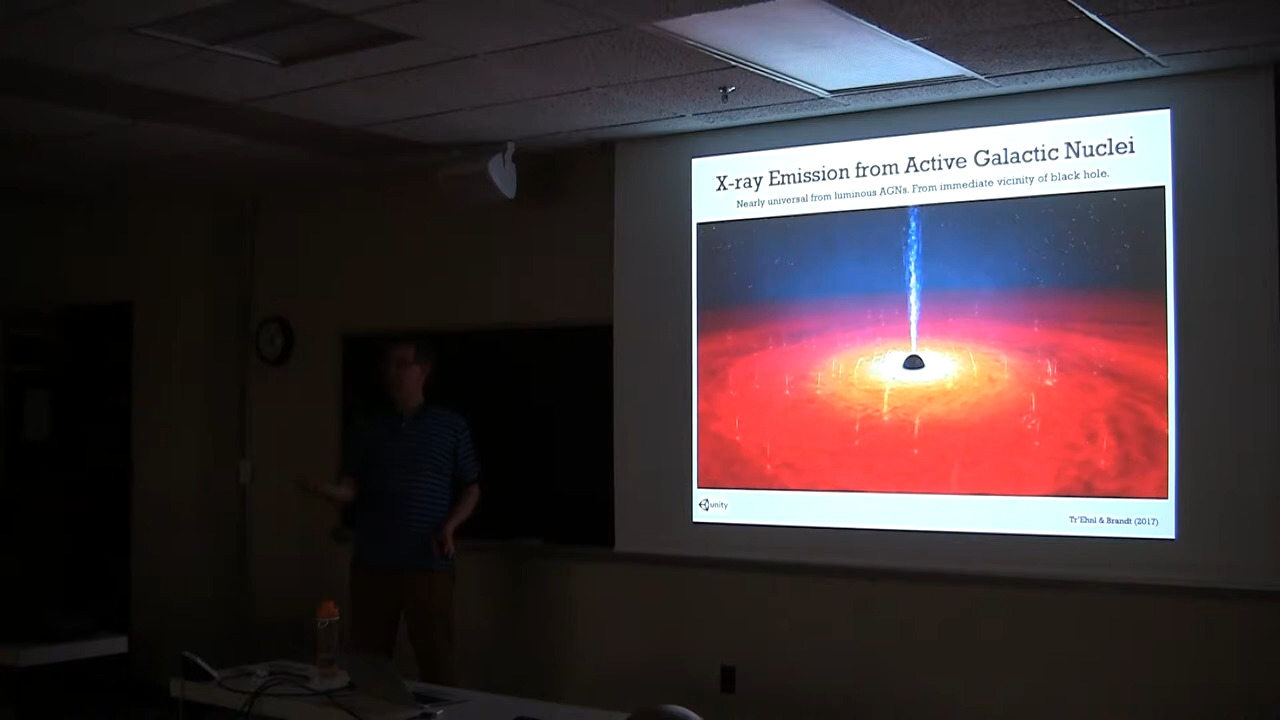 X-ray Emission from Active Galactic Nuclei
Nearly universal from luminous AGNs. From immediate vicinity of black hole.
unity
Tr'Ehnl & Brandt (2017)